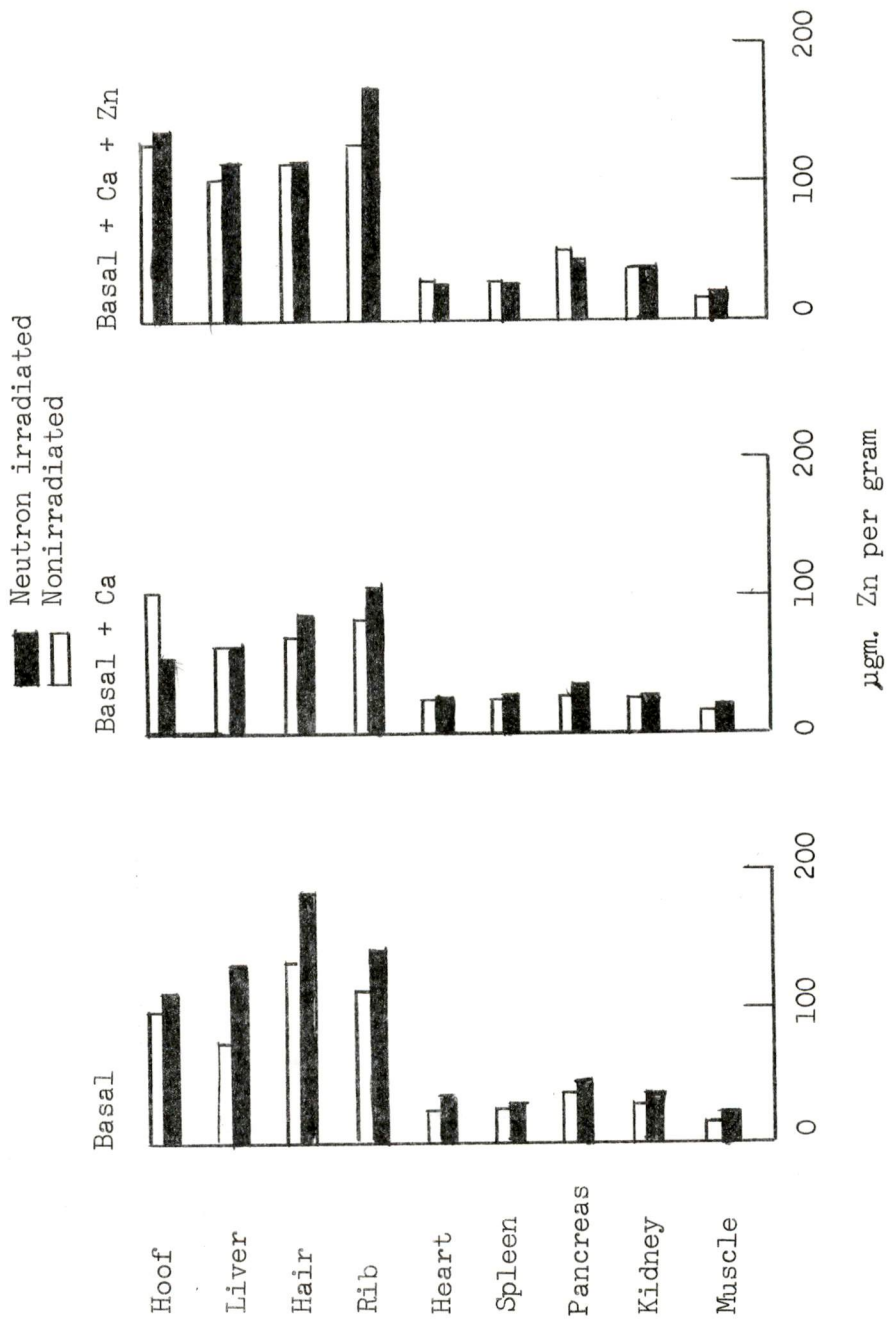 Neutron irradiated
Nonirradiated
Basal
Basal + Ca
Basal + Ca + Zn
Hoof
Liver
Hair
Rib
Heart
Spleen
Pancreas
Kidney
Muscle
0 100 200
0 100 200
0 100 200
µgm. Zn per gram